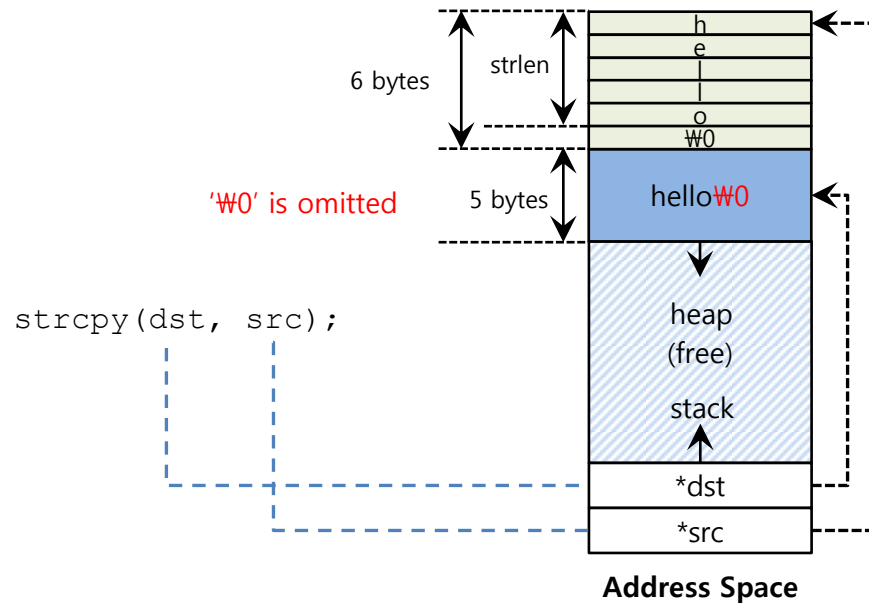 h
e
l
l
o
₩0
strlen
6 bytes
'₩0' is omitted
5 bytes
hello₩0
strcpy(dst, src);
heap
(free)
stack
*dst
*src
Address Space